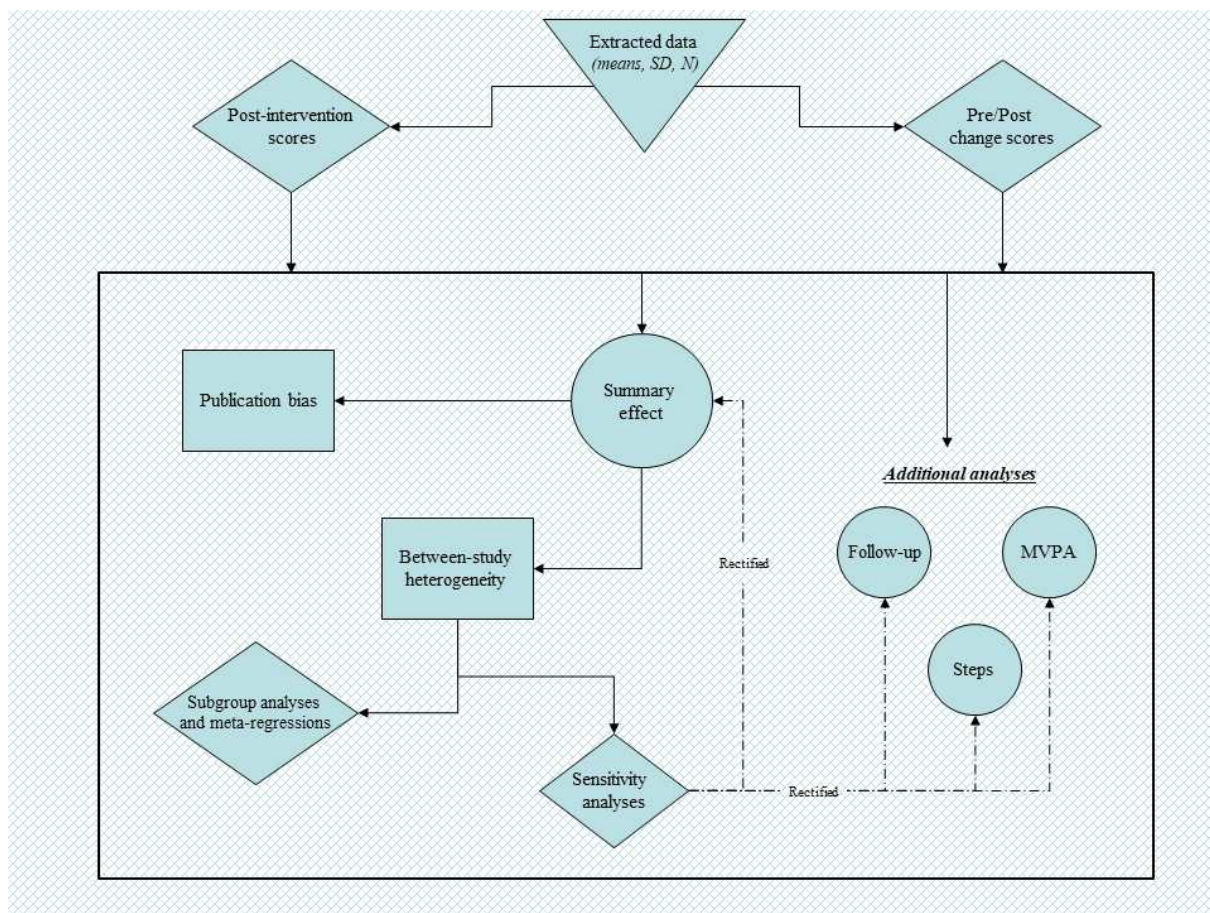 Extracted data
(means, SD, N)
Post-intervention
scores
Pre/Post
change scores
Publication bias
Summary
effect
Additional analyses
Follow-up
MVPA
Between-study
heterogeneity
Rectified
Steps
Subgroup analyses
and meta-regressions
Sensitivity
analyses
Rectified